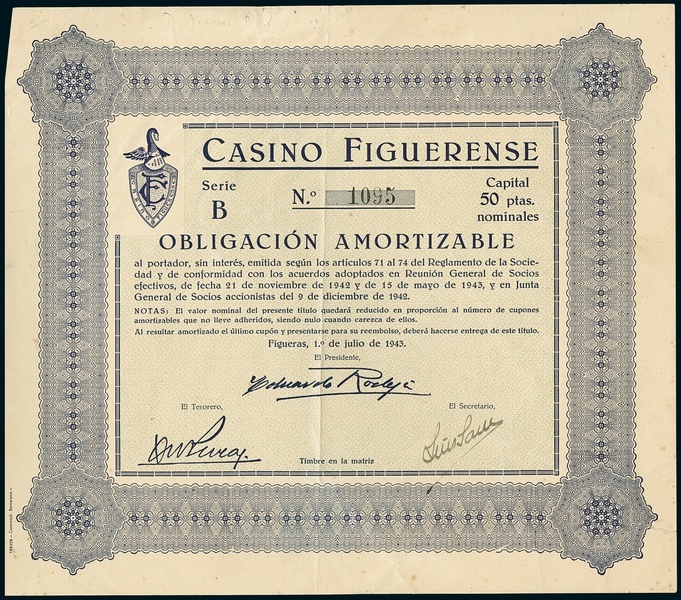 CASINO FIGUERENSE
Serie
B
N.º 1095
Capital
50 ptas.
nominales
OBLIGACIÓN AMORTIZABLE
al portador, sin interés, emitida según los artículos 71 al 74 del Reglamento de la Socie-
dad y de conformidad con los acuerdos adoptados en Reunión General de Socios
efectivos, de fecha 21 de noviembre de 1942 y de 15 de mayo de 1943, y en Junta
General de Socios accionistas del 9 de diciembre de 1942.
NOTAS: El valor nominal del presente título quedará reducido en proporción al número de cupones
amortizables que no lleve adheridos, siendo nulo cuando carezca de ellos.
Al resultar amortizado el último cupón y presentarse para su reembolso, deberá hacerse entrega de este título.
Figueras, 1.º de julio de 1943.
El Presidente,
Eduardo
El Tesorero,
El Secretario,
Timbre en la matriz